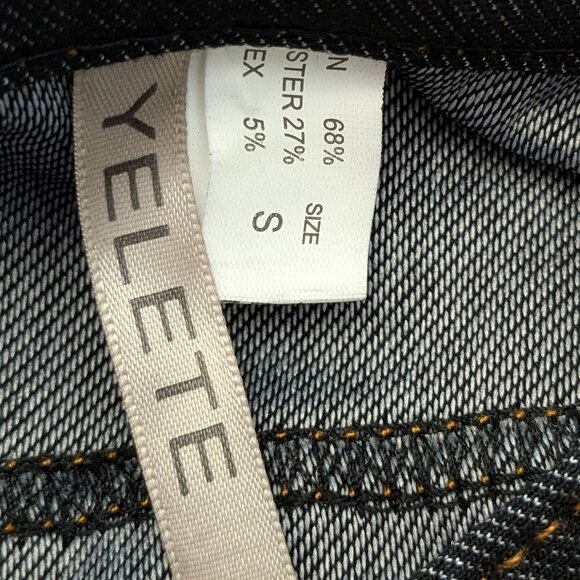 YELETE
N 68%
STER 27%
EX 5%
SIZE
S